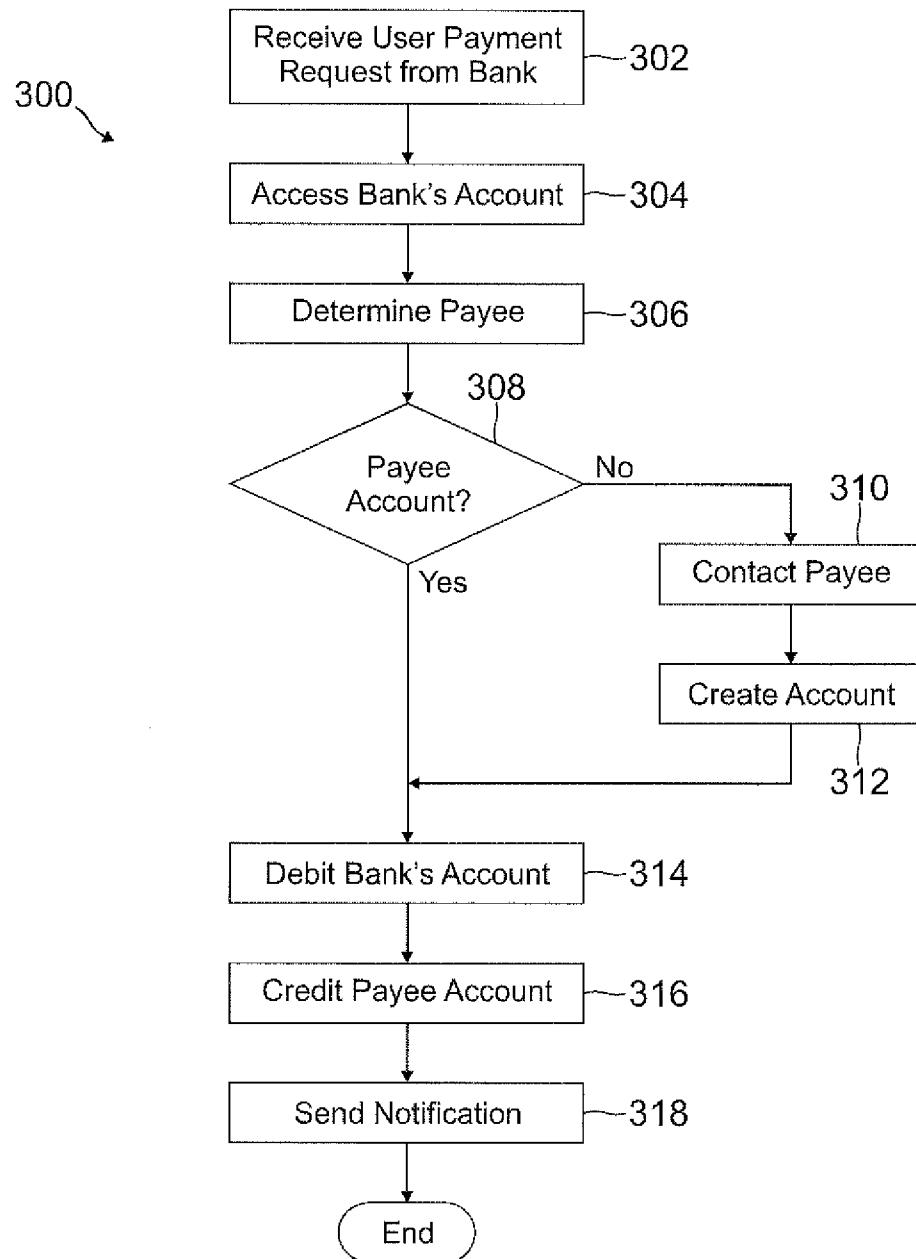 Receive User Payment
Request from Bank
302
300
Access Bank's Account
304
Determine Payee
306
308
Payee
Account?
No
Yes
310
Contact Payee
Create Account
312
Debit Bank's Account
314
Credit Payee Account
316
Send Notification
318
End